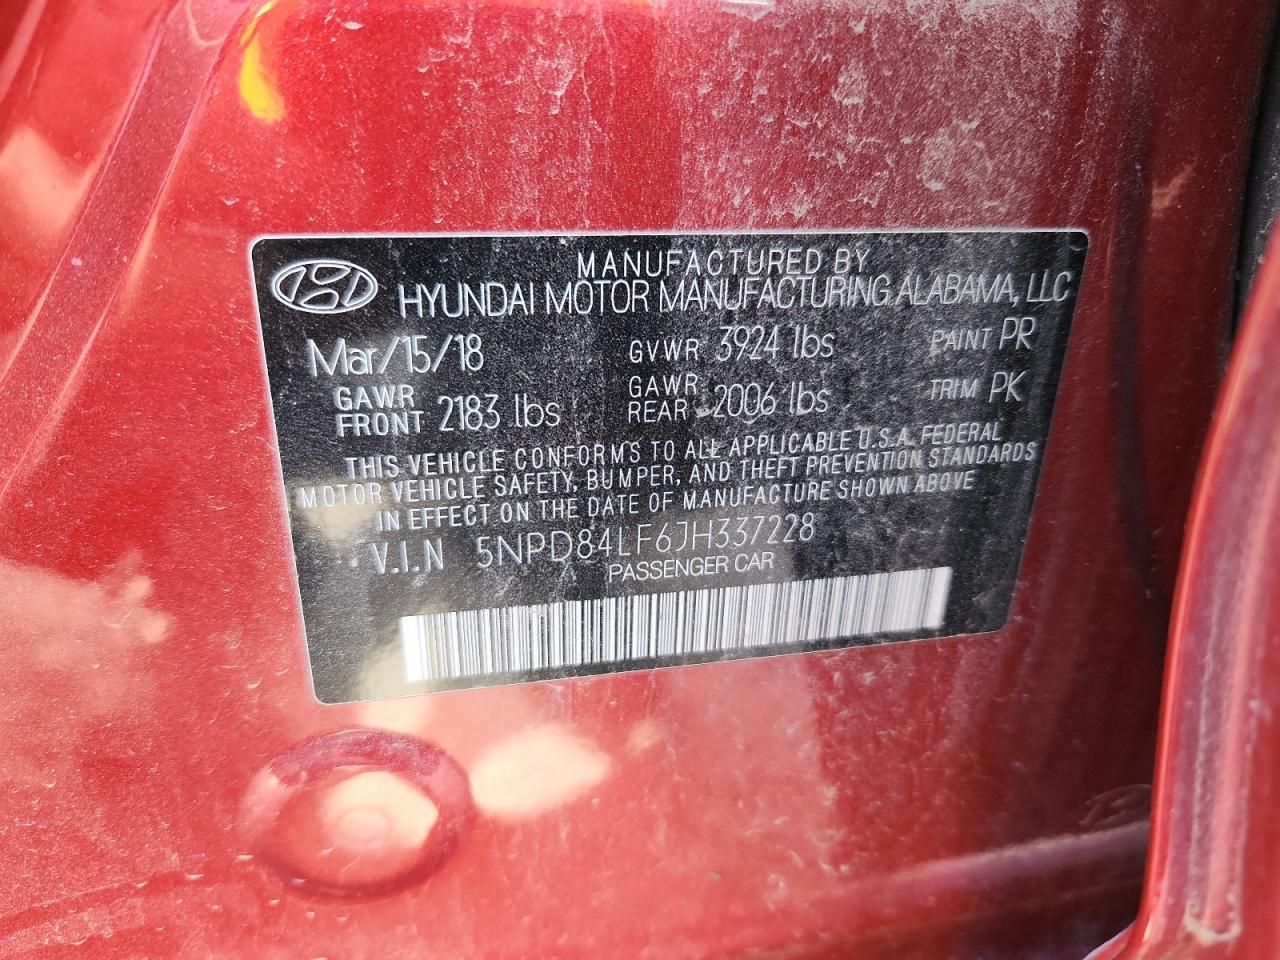 MANUFACTURED BY
HYUNDAI MOTOR MANUFACTURING ALABAMA, LLC
Mar/15/18 GVWR 3924 lbs PAINT PR
GAWR FRONT 2183 lbs GAWR REAR 2006 lbs TRIM PK
THIS VEHICLE CONFORMS TO ALL APPLICABLE U.S.A. FEDERAL
MOTOR VEHICLE SAFETY, BUMPER, AND THEFT PREVENTION STANDARDS
IN EFFECT ON THE DATE OF MANUFACTURE SHOWN ABOVE
V.I.N 5NPD84LF6JH337228
PASSENGER CAR